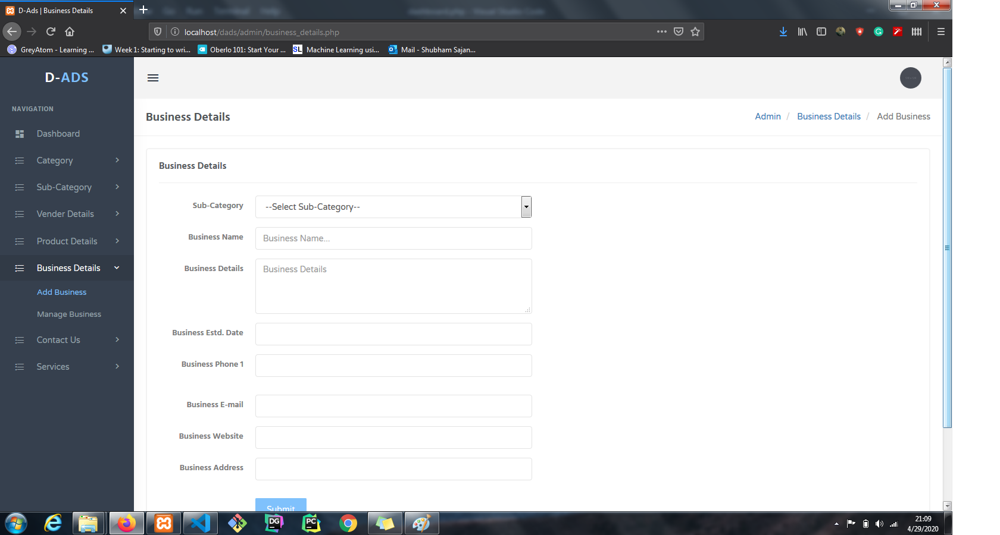 D-Ads | Business Details
localhost/dads/admin/business_details.php
GreyAtom - Learning ... Week 1: Starting to wri... Oberlo 101: Start Your ... SL Machine Learning usi... Mail - Shubham Sajan...
D-ADS
NAVIGATION
Dashboard
Category
Sub-Category
Vender Details
Product Details
Business Details
Add Business
Manage Business
Contact Us
Services
Business Details
Admin / Business Details / Add Business
Business Details
Sub-Category --Select Sub-Category--
Business Name Business Name...
Business Details Business Details
Business Estd. Date
Business Phone 1
Business E-mail
Business Website
Business Address
Submit
DG PC
21:09
4/29/2020